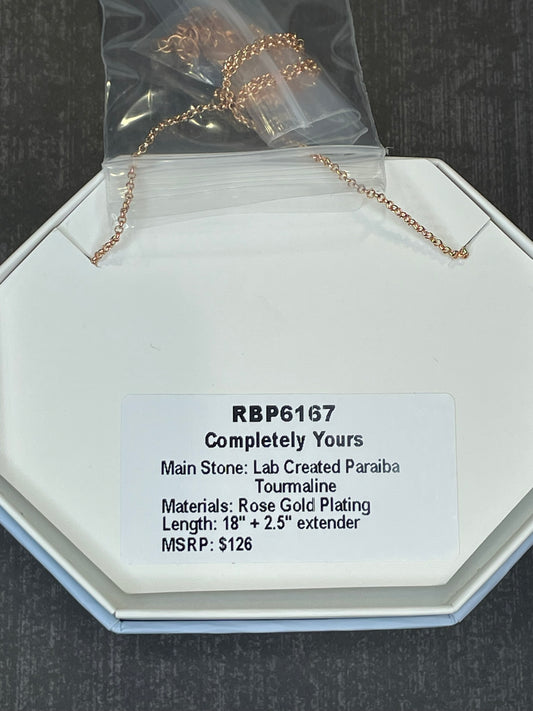 RBP6167
Completely Yours
Main Stone: Lab Created Paraiba
Tourmaline
Materials: Rose Gold Plating
Length: 18" + 2.5" extender
MSRP: $126